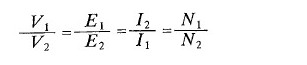 V₁/V₂ = E₁/E₂ = I₂/I₁ = N₁/N₂